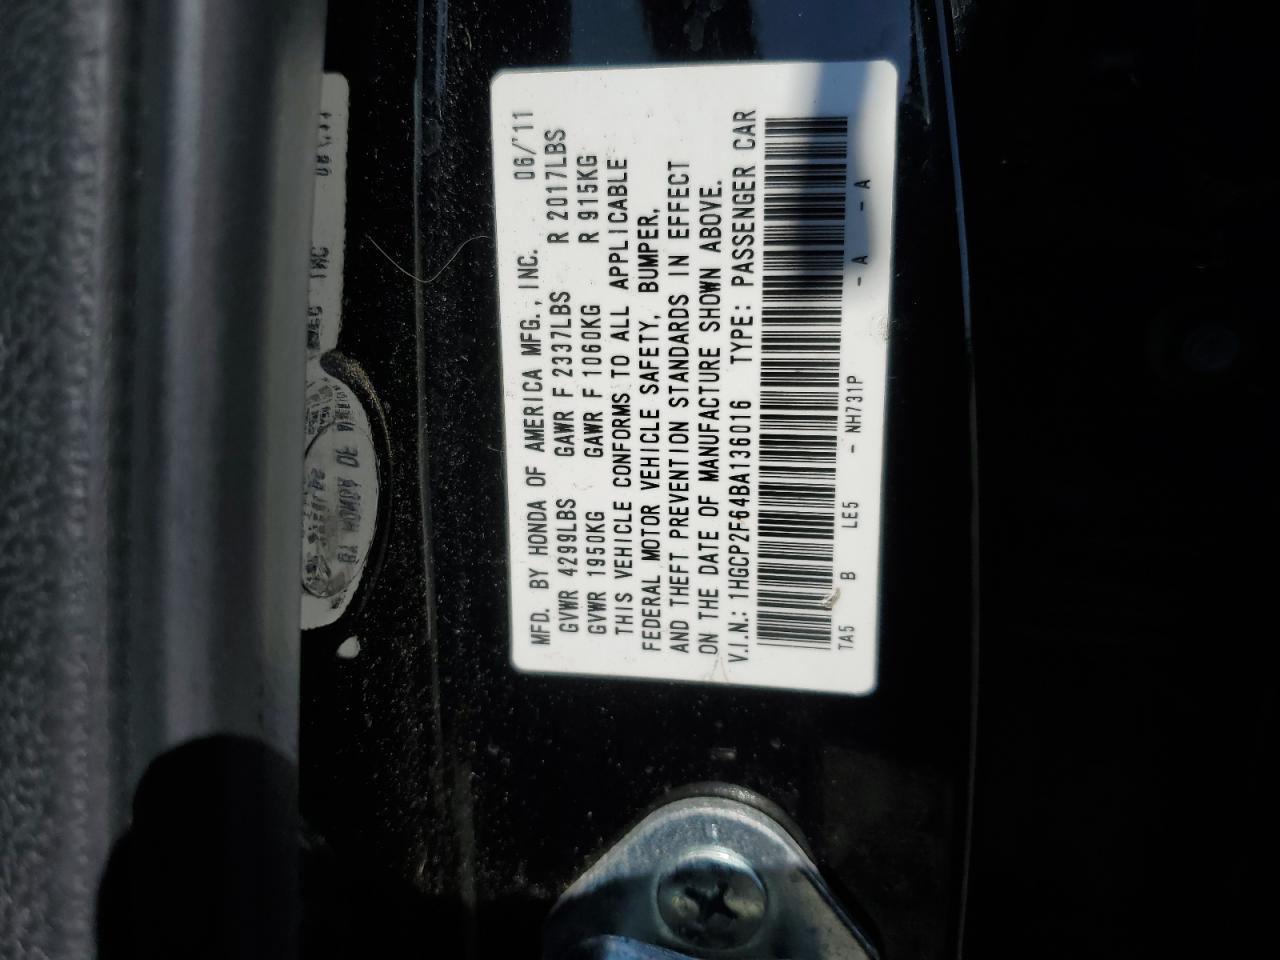 MFD. BY HONDA OF AMERICA MFG., INC. 06/'11
GVWR 4299LBS GAWR F 2337LBS R 2017LBS
GVWR 1950KG GAWR F 1060KG R 915KG
THIS VEHICLE CONFORMS TO ALL APPLICABLE
FEDERAL MOTOR VEHICLE SAFETY, BUMPER,
AND THEFT PREVENTION STANDARDS IN EFFECT
ON THE DATE OF MANUFACTURE SHOWN ABOVE.
V.I.N.: 1HGCP2F64BA136016 TYPE: PASSENGER CAR
TA5 B LE5 - NH731P - A - A